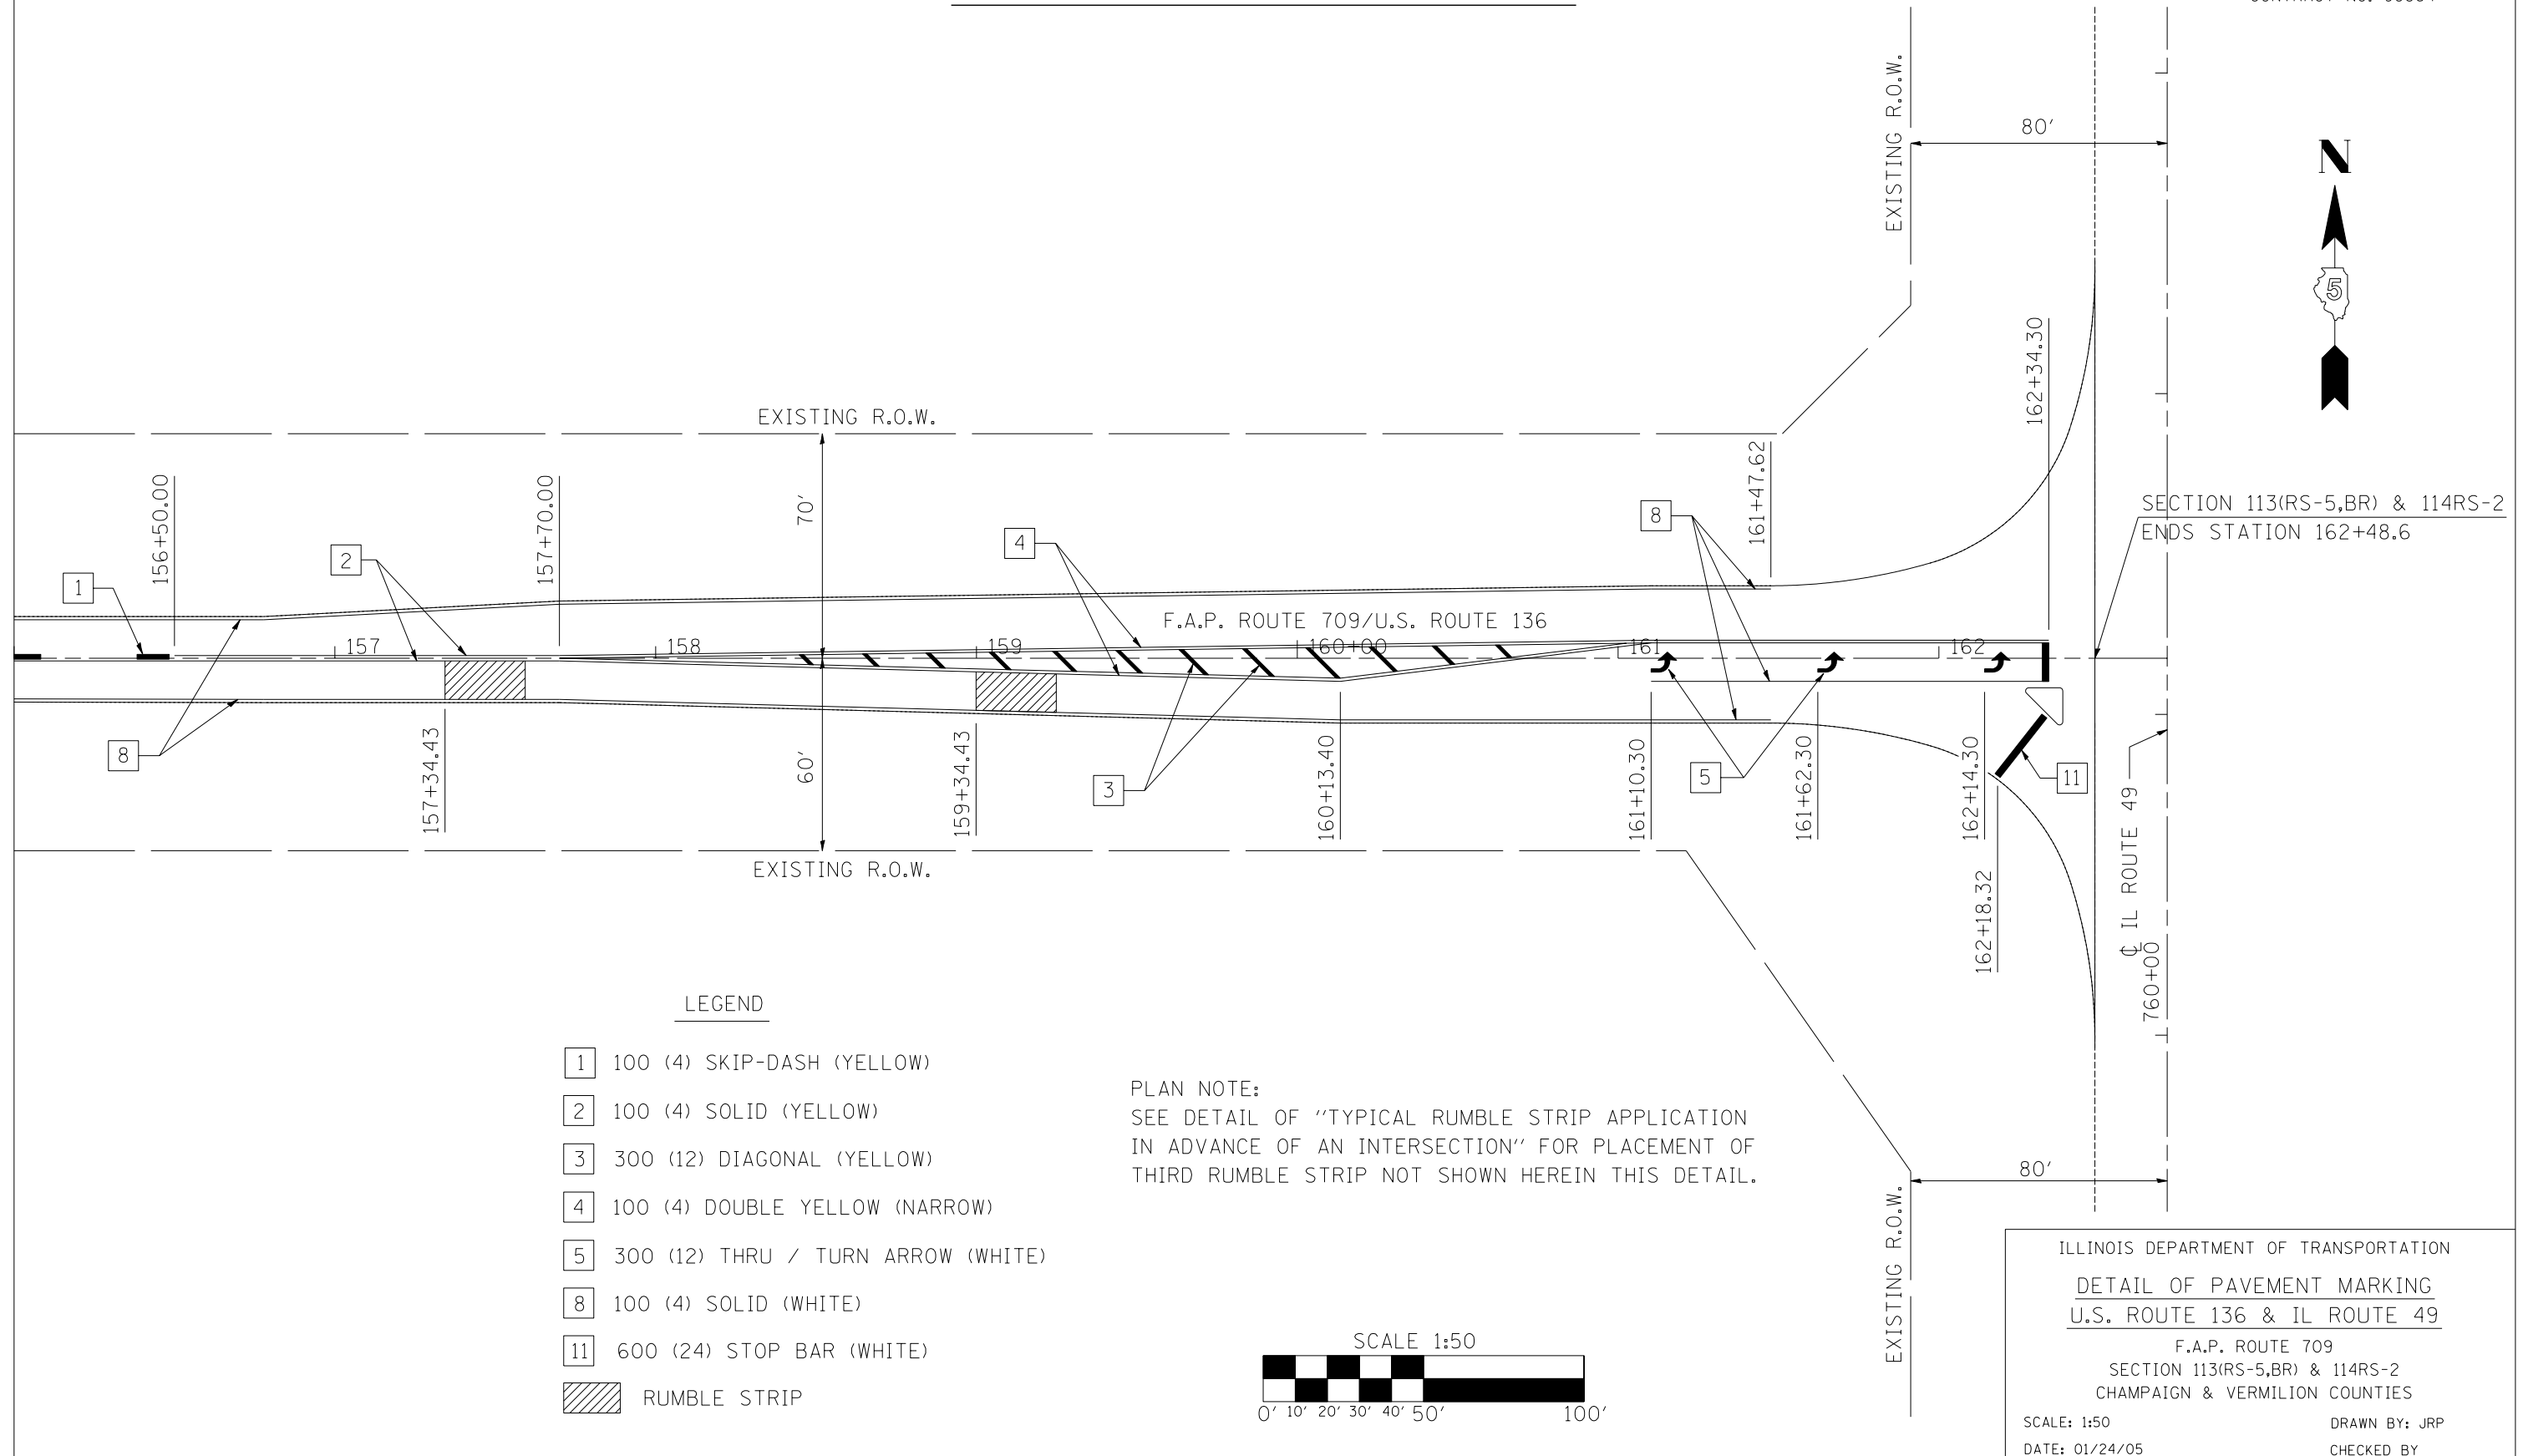 EXISTING R.O.W.
80′
N
5
162+34.30
EXISTING R.O.W.
161+47.62
156+50.00
157+70.00
70′
SECTION 113(RS-5,BR) & 114RS-2
ENDS STATION 162+48.6
8
4
2
1
F.A.P. ROUTE 709/U.S. ROUTE 136
157
158
159
160+00
161
162
8
157+34.43
60′
159+34.43
3
160+13.40
161+10.30
5
161+62.30
162+14.30
11
162+18.32
℄ IL ROUTE 49
760+00
EXISTING R.O.W.
LEGEND
1 100 (4) SKIP-DASH (YELLOW)
2 100 (4) SOLID (YELLOW)
3 300 (12) DIAGONAL (YELLOW)
4 100 (4) DOUBLE YELLOW (NARROW)
5 300 (12) THRU / TURN ARROW (WHITE)
8 100 (4) SOLID (WHITE)
11 600 (24) STOP BAR (WHITE)
RUMBLE STRIP
PLAN NOTE:
SEE DETAIL OF ′′TYPICAL RUMBLE STRIP APPLICATION
IN ADVANCE OF AN INTERSECTION′′ FOR PLACEMENT OF
THIRD RUMBLE STRIP NOT SHOWN HEREIN THIS DETAIL.
80′
EXISTING R.O.W.
SCALE 1:50
0′ 10′ 20′ 30′ 40′ 50′ 100′
ILLINOIS DEPARTMENT OF TRANSPORTATION
DETAIL OF PAVEMENT MARKING
U.S. ROUTE 136 & IL ROUTE 49
F.A.P. ROUTE 709
SECTION 113(RS-5,BR) & 114RS-2
CHAMPAIGN & VERMILION COUNTIES
SCALE: 1:50 DRAWN BY: JRP
DATE: 01/24/05 CHECKED BY